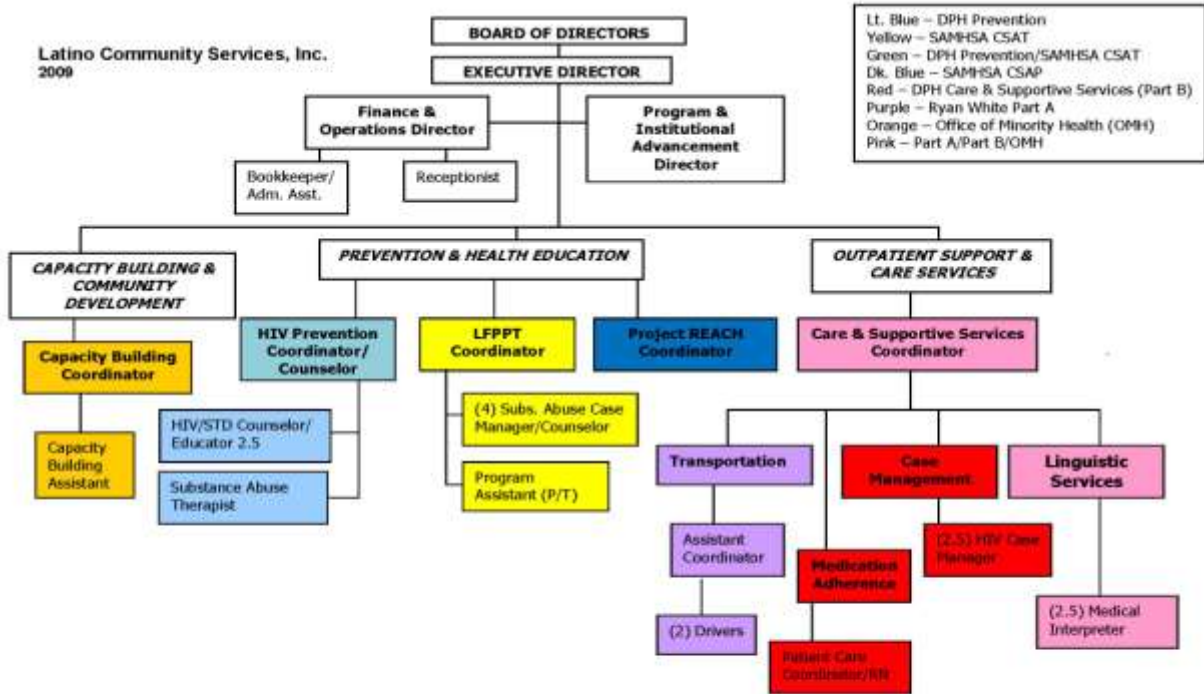 Latino Community Services, Inc.
2009
BOARD OF DIRECTORS
EXECUTIVE DIRECTOR
Lt. Blue – DPH Prevention
Yellow – SAMHSA CSAT
Green – DPH Prevention/SAMHSA CSAT
Dk. Blue – SAMHSA CSAP
Red – DPH Care & Supportive Services (Part B)
Purple – Ryan White Part A
Orange – Office of Minority Health (OMH)
Pink – Part A/Part B/OMH
Finance &
Operations Director
Program &
Institutional
Advancement
Director
Bookkeeper/
Adm. Asst.
Receptionist
CAPACITY BUILDING &
COMMUNITY
DEVELOPMENT
PREVENTION & HEALTH EDUCATION
OUTPATIENT SUPPORT &
CARE SERVICES
Capacity Building
Coordinator
HIV Prevention
Coordinator/
Counselor
LFPPT
Coordinator
Project REACH
Coordinator
Care & Supportive Services
Coordinator
Capacity
Building
Assistant
HIV/STD Counselor/
Educator 2.5
Substance Abuse
Therapist
(4) Subs. Abuse Case
Manager/Counselor
Program
Assistant (P/T)
Transportation
Case
Management
Linguistic
Services
Assistant
Coordinator
Medication
Adherence
(2.5) HIV Case
Manager
(2) Drivers
Patient Care
Coordinator/RN
(2.5) Medical
Interpreter